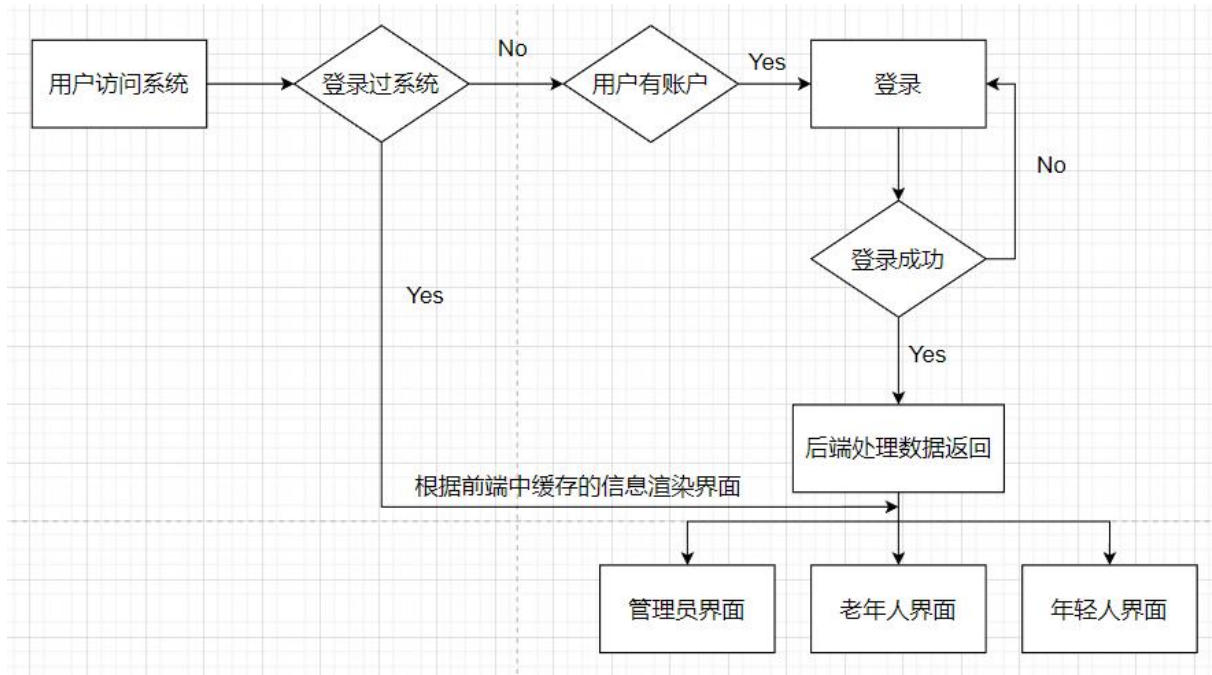 用户访问系统
登录过系统
No
用户有账户
Yes
登录
No
登录成功
Yes
Yes
后端处理数据返回
根据前端中缓存的信息渲染界面
管理员界面
老年人界面
年轻人界面